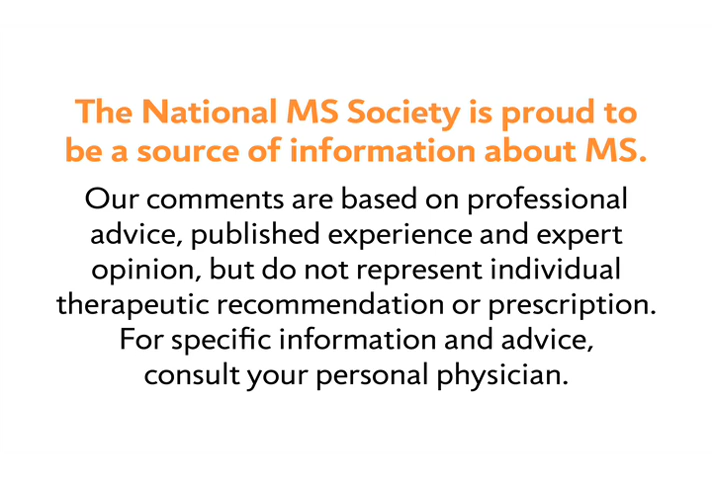 The National MS Society is proud to
be a source of information about MS.
Our comments are based on professional
advice, published experience and expert
opinion, but do not represent individual
therapeutic recommendation or prescription.
For specific information and advice,
consult your personal physician.